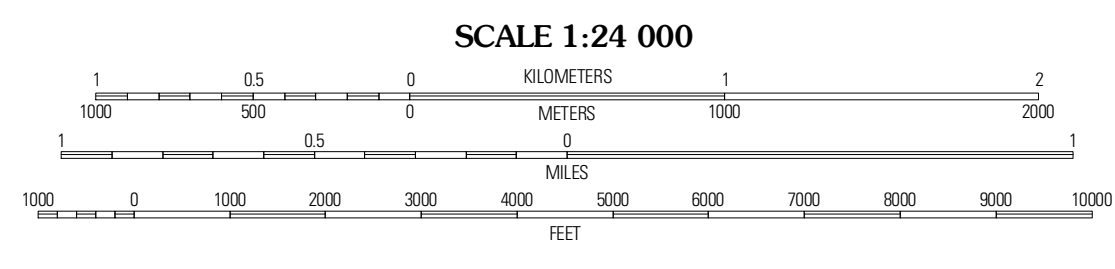 SCALE 1:24 000
1 0.5 0 KILOMETERS 1 2
1000 500 0 METERS 1000 2000
1 0.5 0 1
MILES
1000 0 1000 2000 3000 4000 5000 6000 7000 8000 9000 10000
FEET